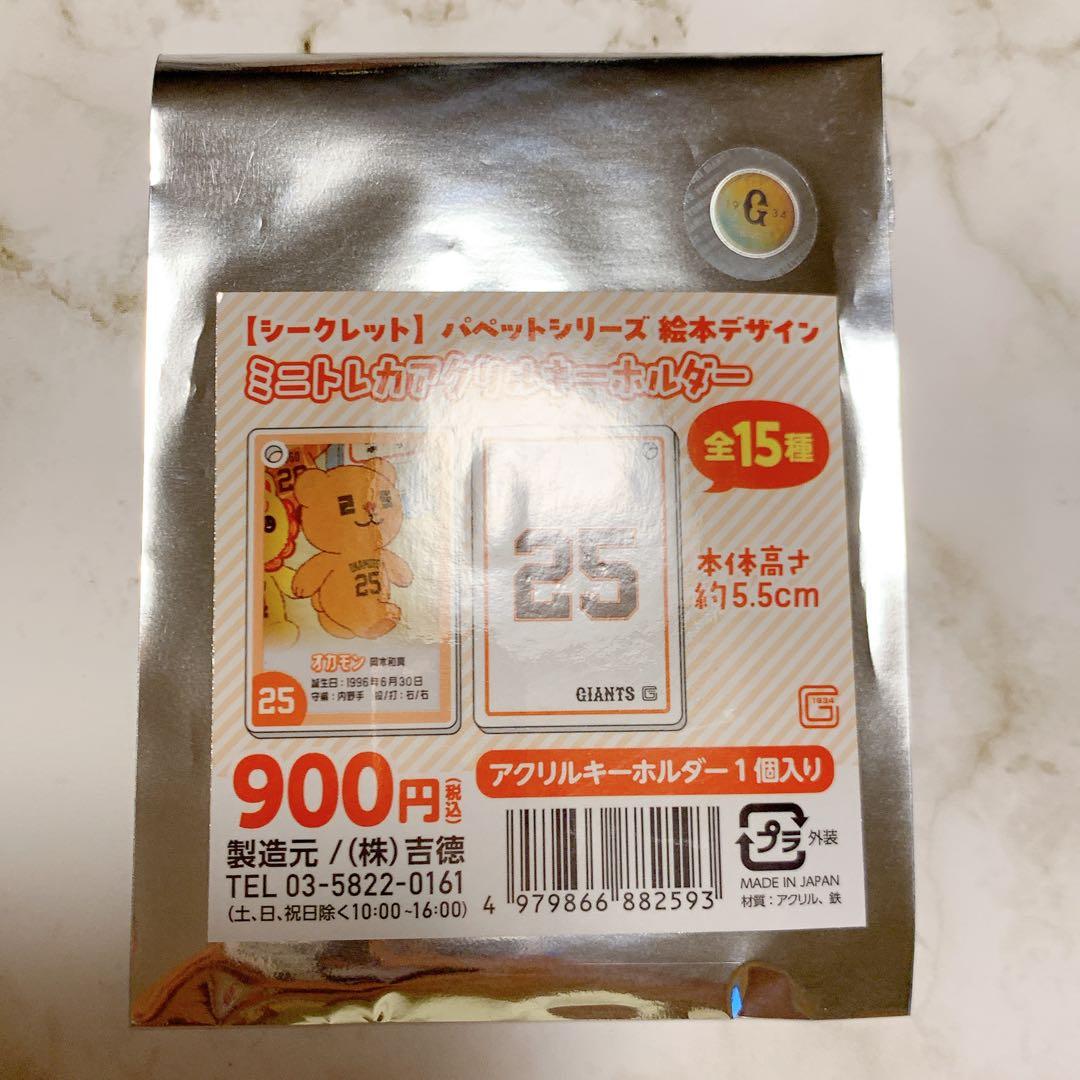 19 G 34
【シークレット】パペットシリーズ 絵本デザイン
ミニトレカアクリルキーホルダー
全15種
OKAMOTO
25
オカモン 岡本和真
誕生日：1996年6月30日
守備：内野手 投/打：右/右
25
25
GIANTS G
本体高さ
約5.5cm
G 1934
900円(税込)
アクリルキーホルダー1個入り
製造元 /(株)吉德
TEL 03-5822-0161
(土、日、祝日除く10:00~16:00)
4 979866 882593
プラ 外装
MADE IN JAPAN
材質：アクリル、鉄